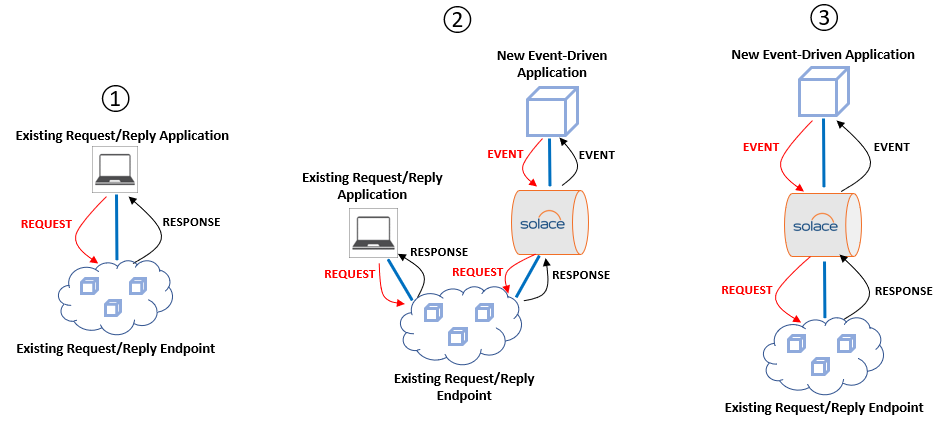 ①
Existing Request/Reply Application
REQUEST
RESPONSE
Existing Request/Reply Endpoint
②
New Event-Driven
Application
EVENT
EVENT
Existing Request/Reply
Application
solace
RESPONSE
REQUEST
REQUEST
RESPONSE
Existing Request/Reply
Endpoint
③
New Event-Driven Application
EVENT
EVENT
solace
REQUEST
RESPONSE
Existing Request/Reply Endpoint